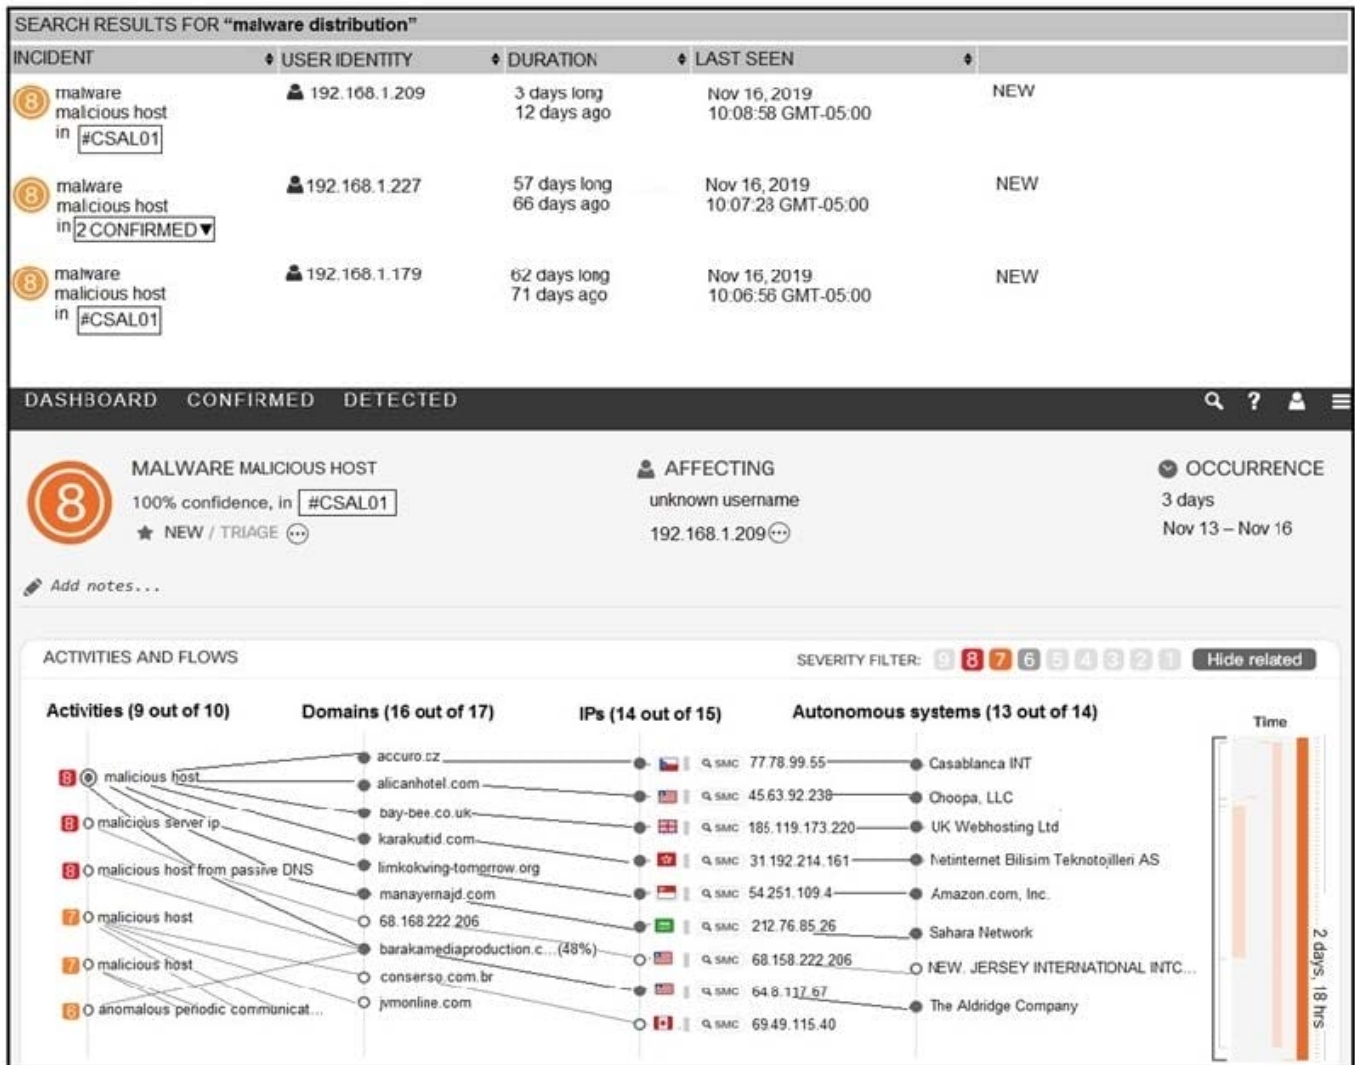 SEARCH RESULTS FOR “malware distribution”
INCIDENT USER IDENTITY DURATION LAST SEEN
8 malware 192.168.1.209 3 days long Nov 16, 2019 NEW
malicious host 12 days ago 10:08:58 GMT-05:00
in #CSAL01
8 malware 192.168.1.227 57 days long Nov 16, 2019 NEW
malicious host 66 days ago 10:07:28 GMT-05:00
in 2 CONFIRMED▼
8 malware 192.168.1.179 62 days long Nov 16, 2019 NEW
malicious host 71 days ago 10:06:56 GMT-05:00
in #CSAL01
DASHBOARD CONFIRMED DETECTED ?
8 MALWARE MALICIOUS HOST AFFECTING OCCURRENCE
100% confidence, in #CSAL01 unknown username 3 days
NEW / TRIAGE 192.168.1.209 Nov 13 – Nov 16
Add notes...
ACTIVITIES AND FLOWS SEVERITY FILTER: 9 8 7 6 5 4 3 2 1 Hide related
Activities (9 out of 10) Domains (16 out of 17) IPs (14 out of 15) Autonomous systems (13 out of 14) Time
8 malicious host
8 malicious server ip
8 malicious host from passive DNS
7 malicious host
7 malicious host
6 anomalous periodic communicat...
accuro.cz
alicanhotel.com
bay-bee.co.uk
karakutid.com
limkokwing-tomorrow.org
manayernajd.com
68.168.222.206
barakamediaproduction.c...(48%)
conserso.com.br
jvmonline.com
SMC 77.78.99.55
SMC 45.63.92.238
SMC 185.119.173.220
SMC 31.192.214.161
SMC 54.251.109.4
SMC 212.76.85.26
SMC 68.158.222.206
SMC 64.8.117.67
SMC 69.49.115.40
Casablanca INT
Choopa, LLC
UK Webhosting Ltd
Netinternet Bilisim Teknotojilleri AS
Amazon.com, Inc.
Sahara Network
NEW. JERSEY INTERNATIONAL INTC...
The Aldridge Company
2 days, 18 hrs